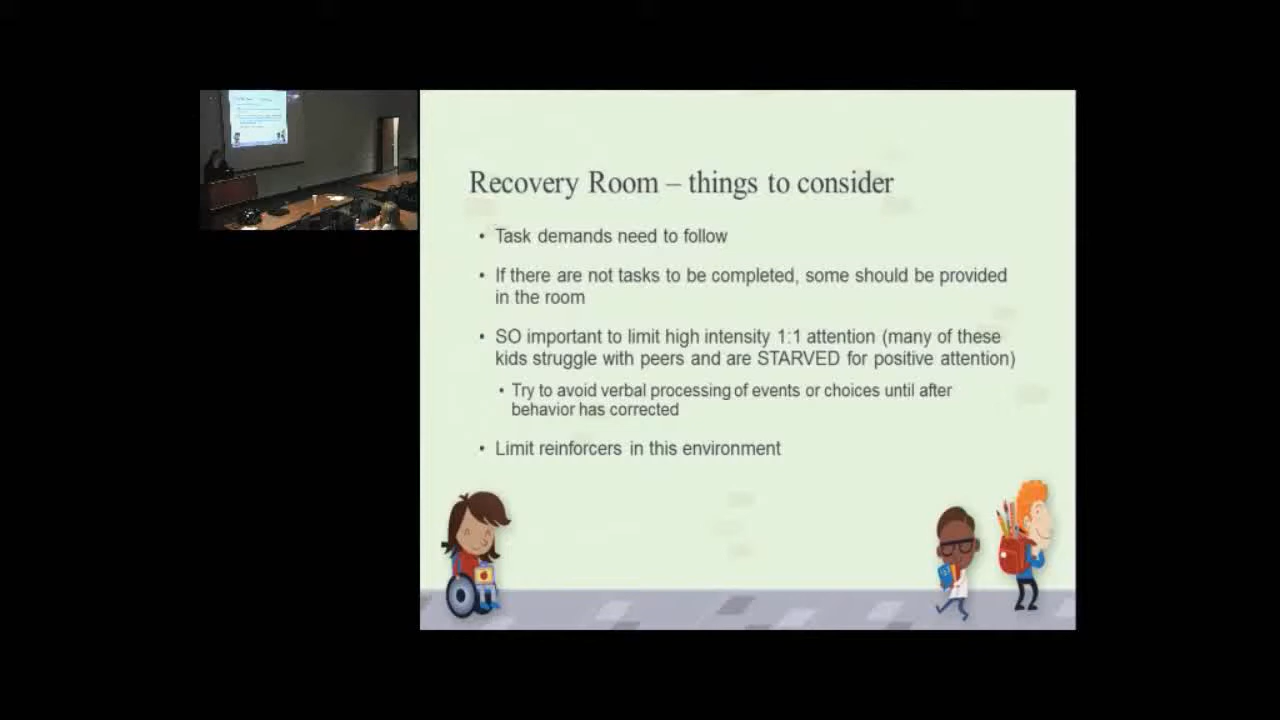 Recovery Room – things to consider
• Task demands need to follow
• If there are not tasks to be completed, some should be provided
in the room
• SO important to limit high intensity 1:1 attention (many of these
kids struggle with peers and are STARVED for positive attention)
• Try to avoid verbal processing of events or choices until after
behavior has corrected
• Limit reinforcers in this environment